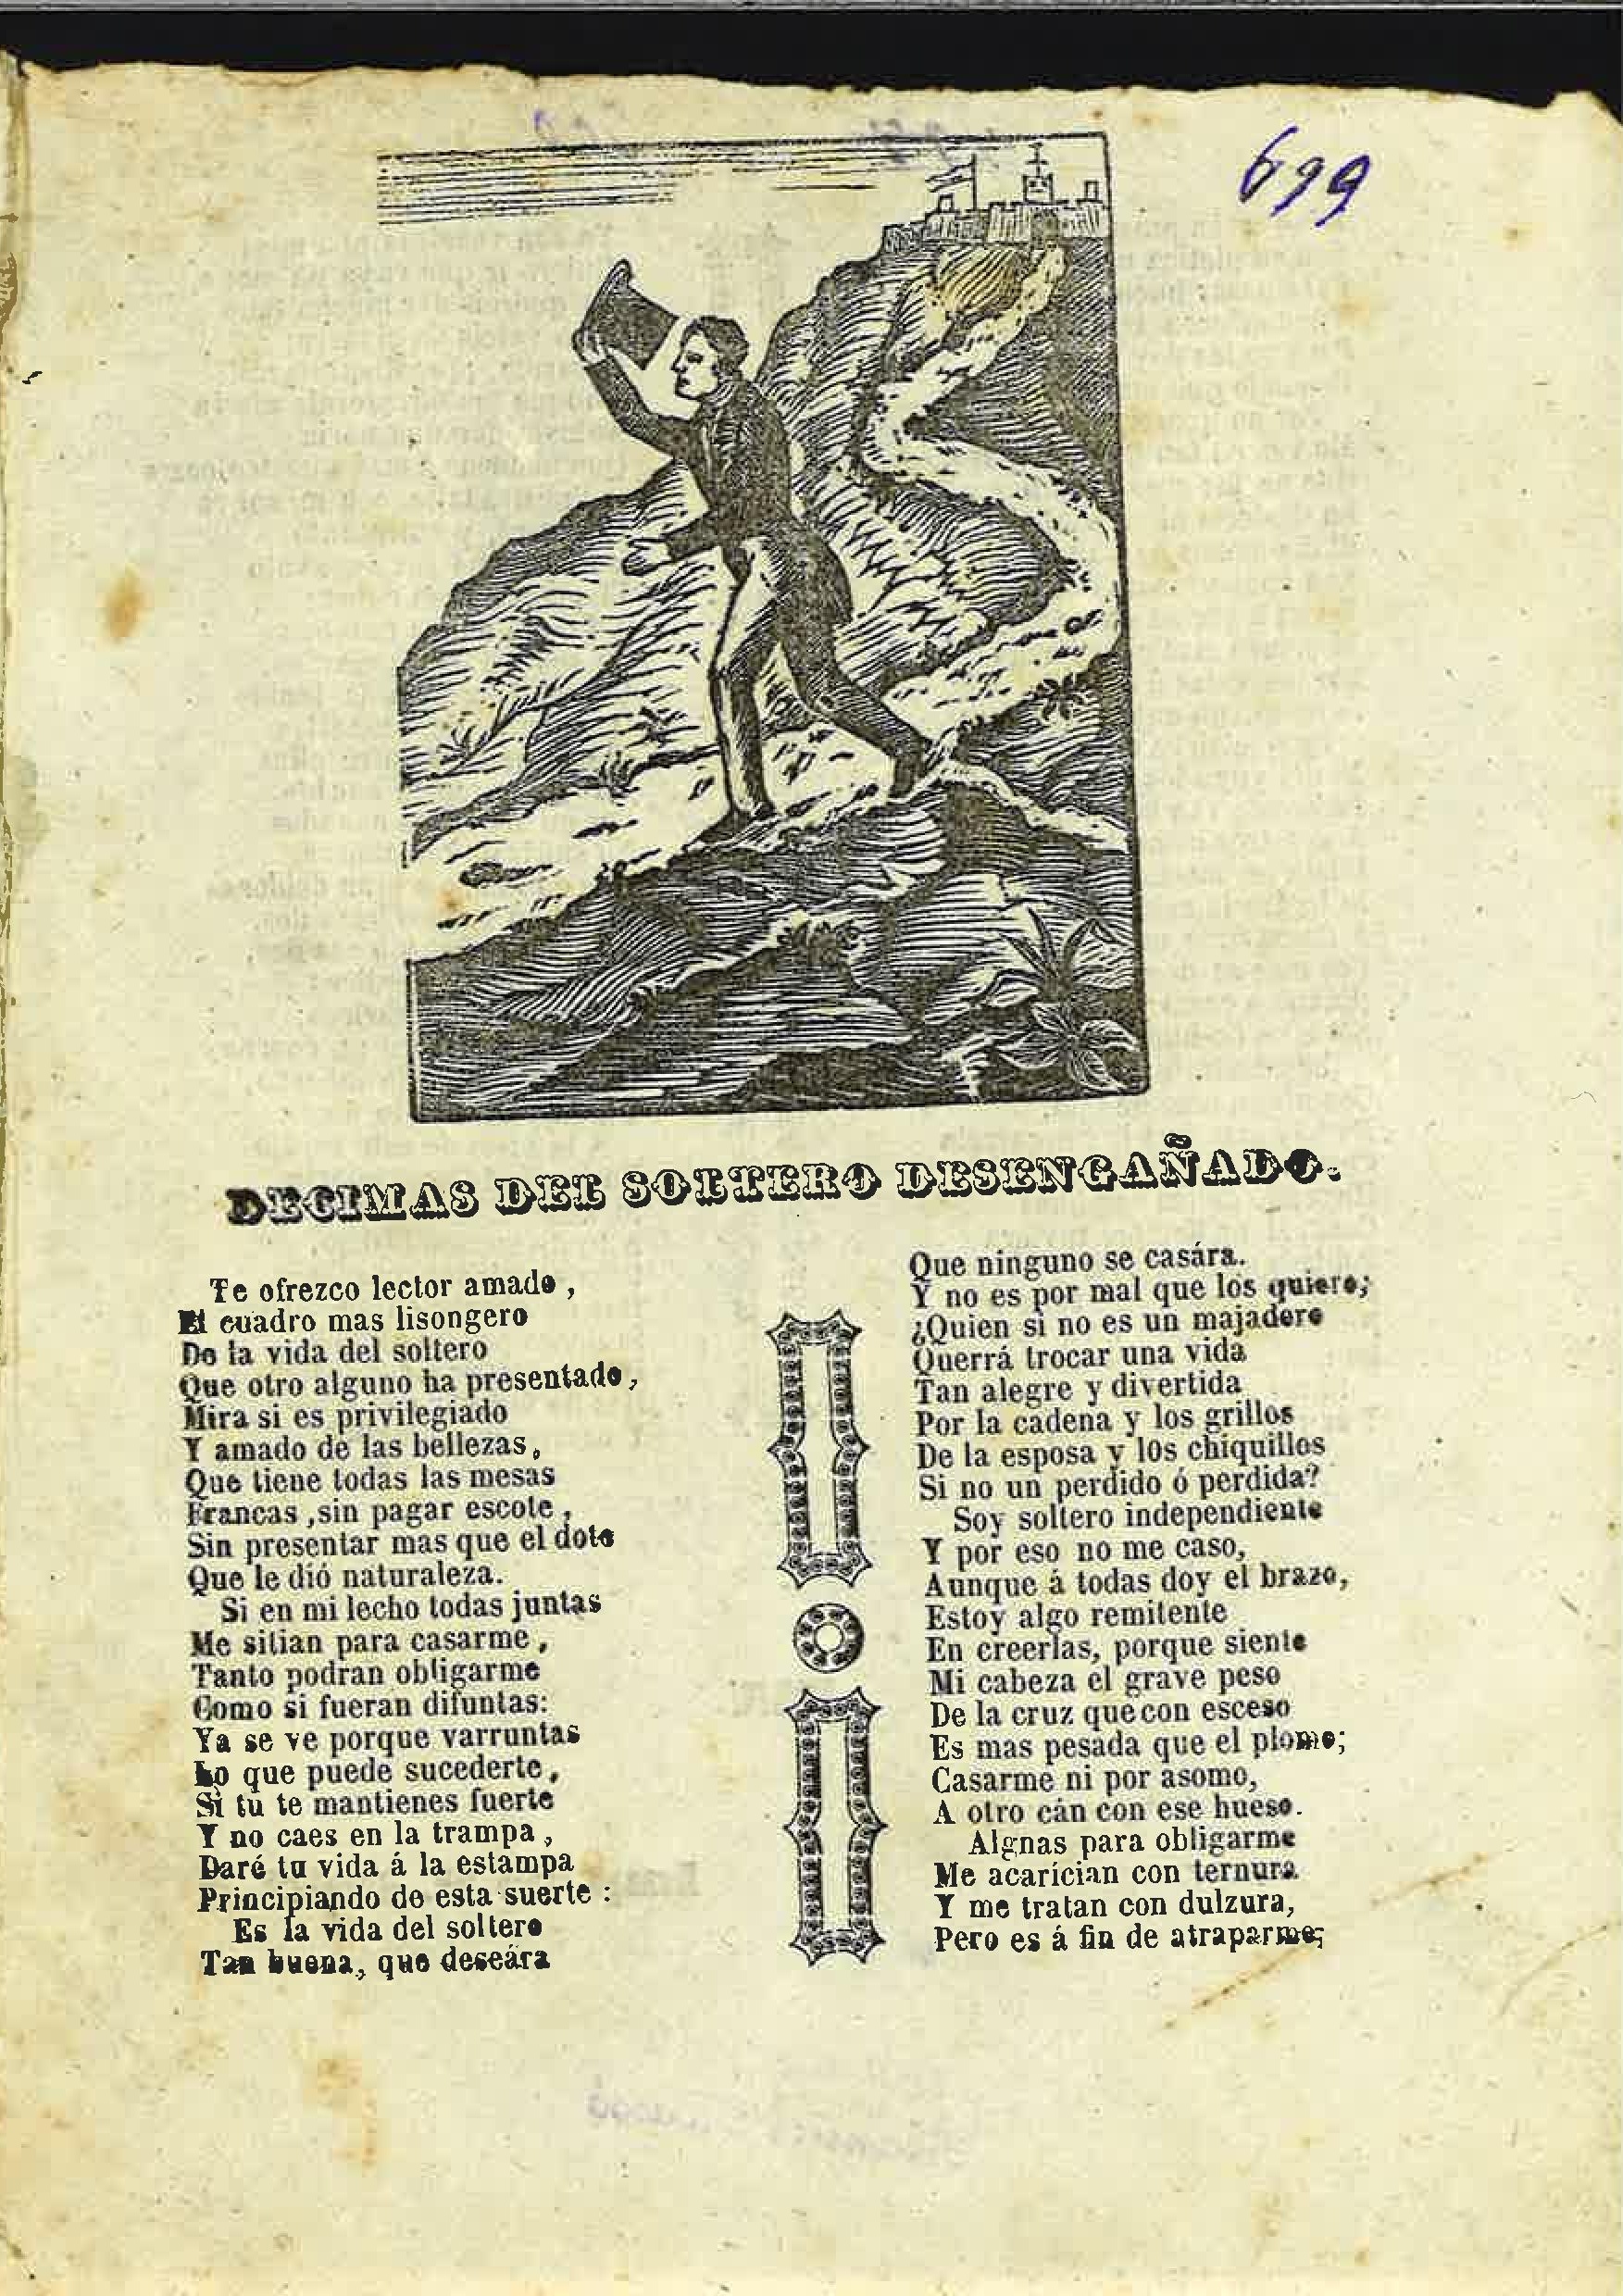 699
DECIMAS DEL SOLTERO DESENGAÑADO.
Te ofrezco lector amado,
El cuadro mas lisongero
De la vida del soltero
Que otro alguno ha presentado,
Mira si es privilegiado
Y amado de las bellezas,
Que tiene todas las mesas
Francas, sin pagar escote,
Sin presentar mas que el dote
Que le dió naturaleza.
Si en mi lecho todas juntas
Me sitian para casarme,
Tanto podran obligarme
Como si fueran difuntas:
Ya se ve porque varruntas
Lo que puede sucederte,
Si tu te mantienes fuerte
Y no caes en la trampa,
Daré tu vida á la estampa
Principiando de esta suerte:
Es la vida del soltero
Tan buena, que deseára
Que ninguno se casára.
Y no es por mal que los quiero;
¿Quien si no es un majadero
Querrá trocar una vida
Tan alegre y divertida
Por la cadena y los grillos
De la esposa y los chiquillos
Si no un perdido ó perdida?
Soy soltero independiente
Y por eso no me caso,
Aunque á todas doy el brazo,
Estoy algo remitente
En creerlas, porque siente
Mi cabeza el grave peso
De la cruz que con esceso
Es mas pesada que el plomo;
Casarme ni por asomo,
A otro cán con ese hueso.
Algnas para obligarme
Me acarician con ternura
Y me tratan con dulzura,
Pero es á fin de atraparme;